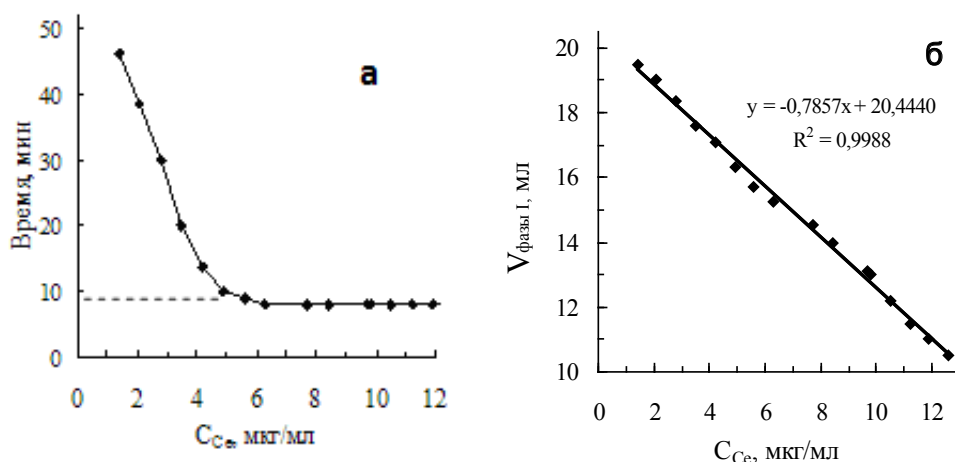 а
50
40
30
20
10
0
Время, мин
0 2 4 6 8 10 12
C_Ce, мкг/мл
б
20
18
16
14
12
10
V_фазы I, мл
y = -0,7857x + 20,4440
R² = 0,9988
0 2 4 6 8 10 12
C_Ce, мкг/мл